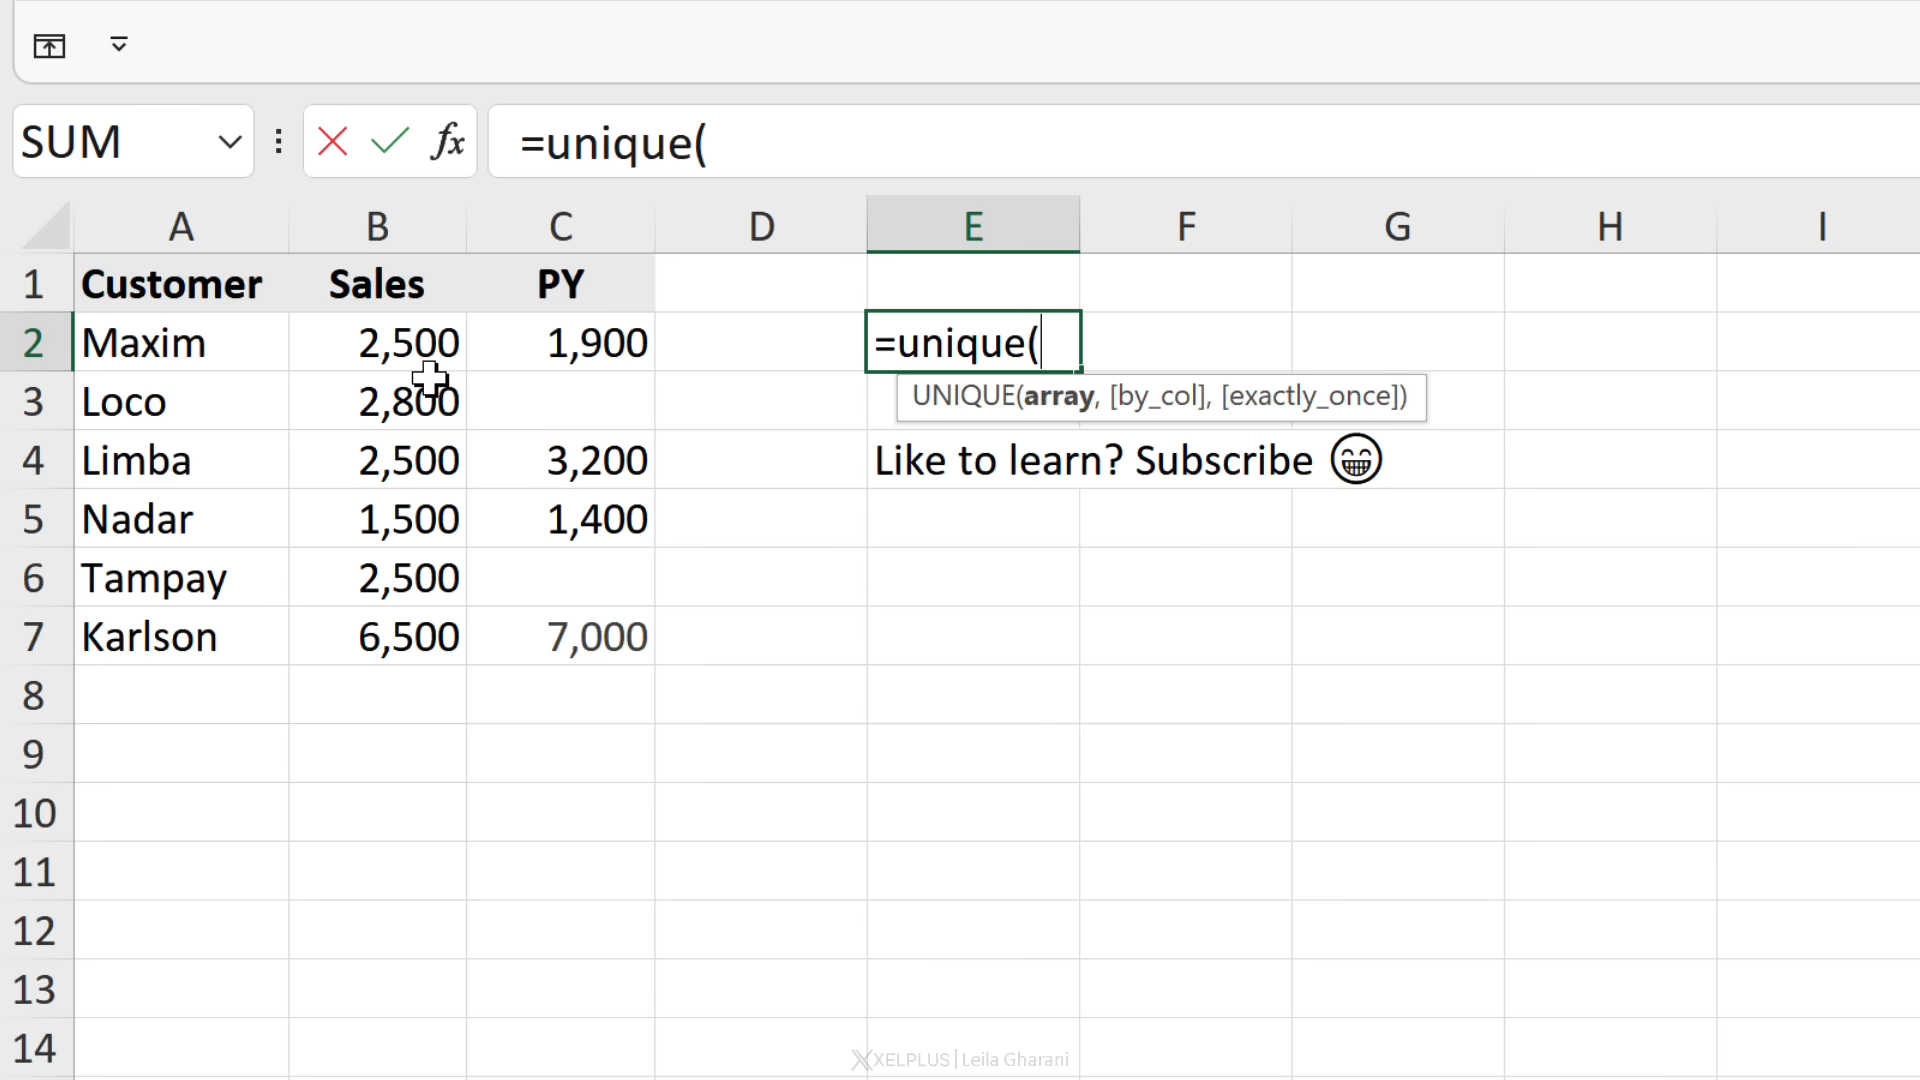 SUM fx =unique(
A B C D E F G H I
1 Customer Sales PY
2 Maxim 2,500 1,900 =unique(
UNIQUE(array, [by_col], [exactly_once])
3 Loco 2,800
4 Limba 2,500 3,200 Like to learn? Subscribe 😁
5 Nadar 1,500 1,400
6 Tampay 2,500
7 Karlson 6,500 7,000
8
9
10
11
12
13
14
XELPLUS | Leila Gharani